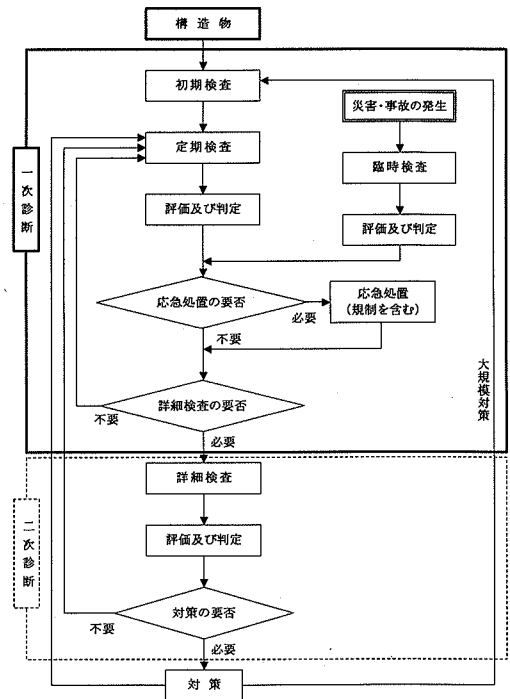 構造物
初期検査
災害・事故の発生
定期検査
臨時検査
一次診断
評価及び判定
評価及び判定
応急処置の要否
応急処置
(規制を含む)
必要
不要
大規模対策
詳細検査の要否
不要
必要
詳細検査
二次診断
評価及び判定
対策の要否
不要
必要
対策